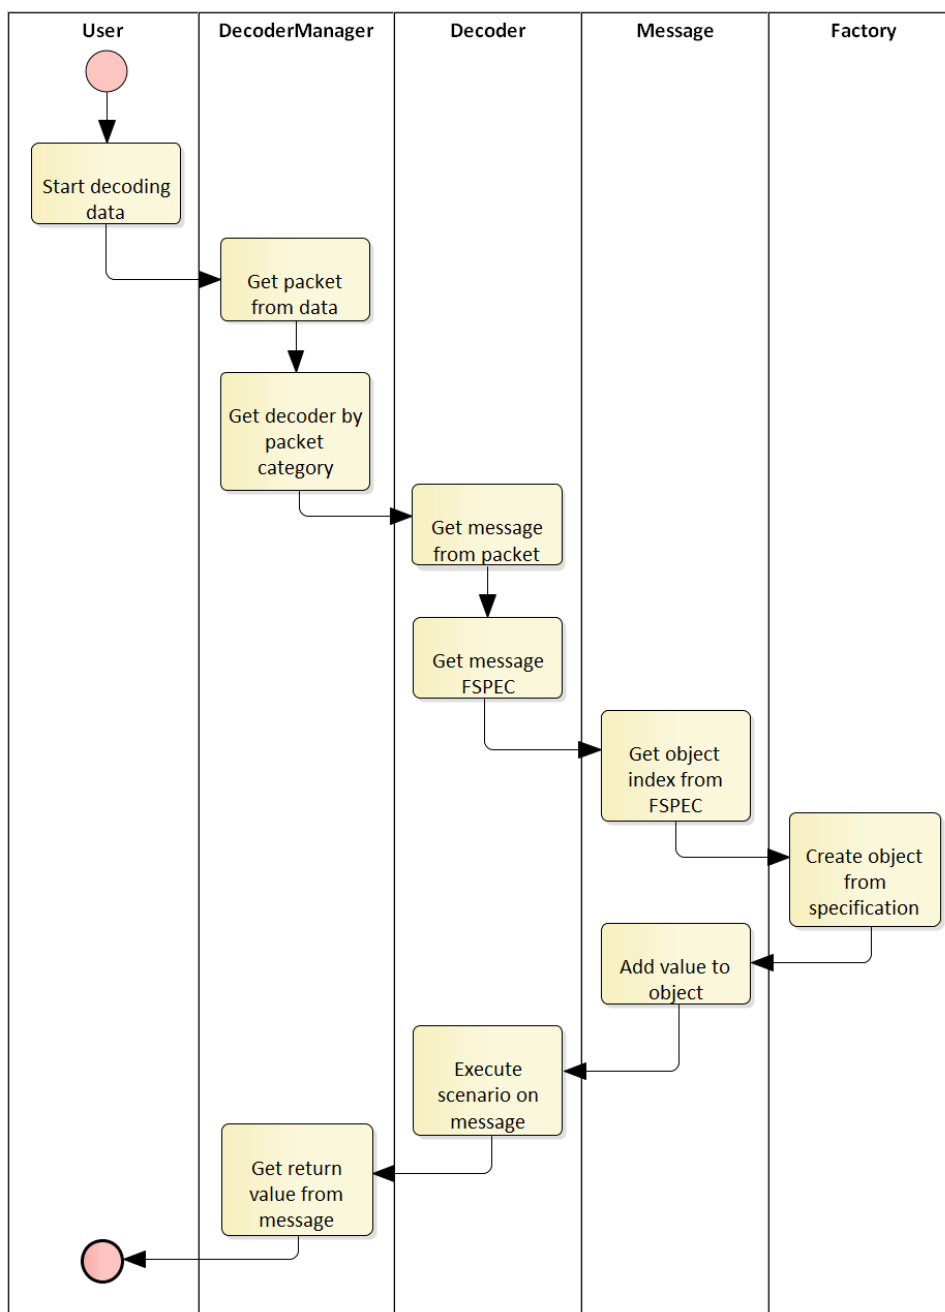 User
DecoderManager
Decoder
Message
Factory
Start decoding
data
Get packet
from data
Get decoder by
packet
category
Get message
from packet
Get message
FSPEC
Get object
index from
FSPEC
Create object
from
specification
Add value to
object
Execute
scenario on
message
Get return
value from
message